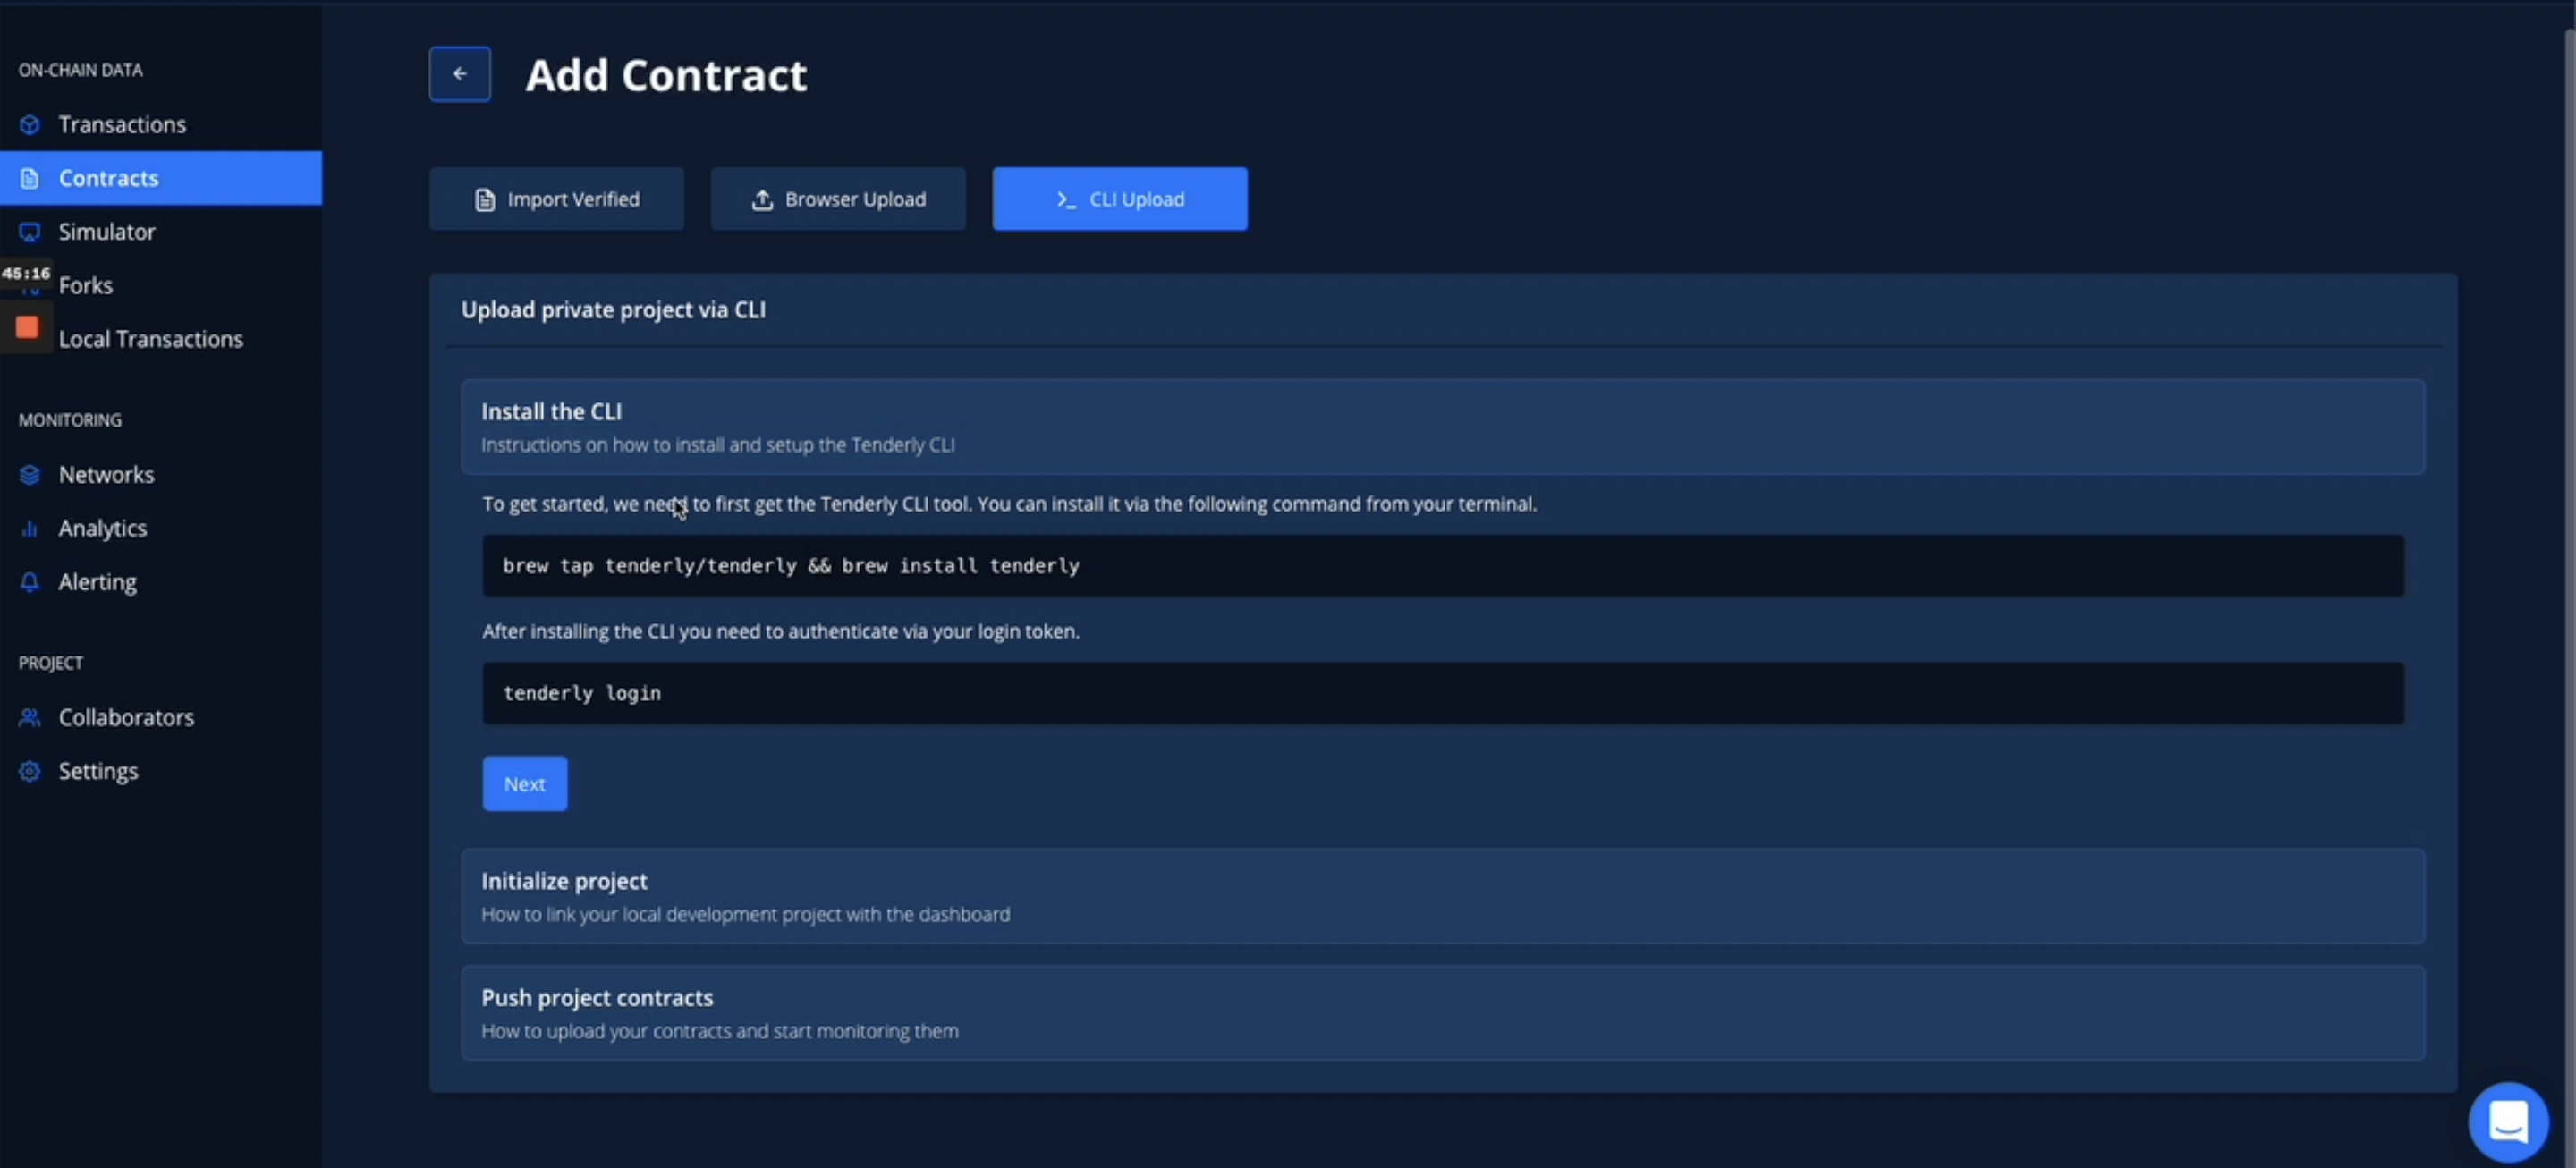 ON-CHAIN DATA
Transactions
Contracts
Simulator
45:16
Forks
Local Transactions
MONITORING
Networks
Analytics
Alerting
PROJECT
Collaborators
Settings
Add Contract
Import Verified
Browser Upload
CLI Upload
Upload private project via CLI
Install the CLI
Instructions on how to install and setup the Tenderly CLI
To get started, we need to first get the Tenderly CLI tool. You can install it via the following command from your terminal.
brew tap tenderly/tenderly && brew install tenderly
After installing the CLI you need to authenticate via your login token.
tenderly login
Next
Initialize project
How to link your local development project with the dashboard
Push project contracts
How to upload your contracts and start monitoring them